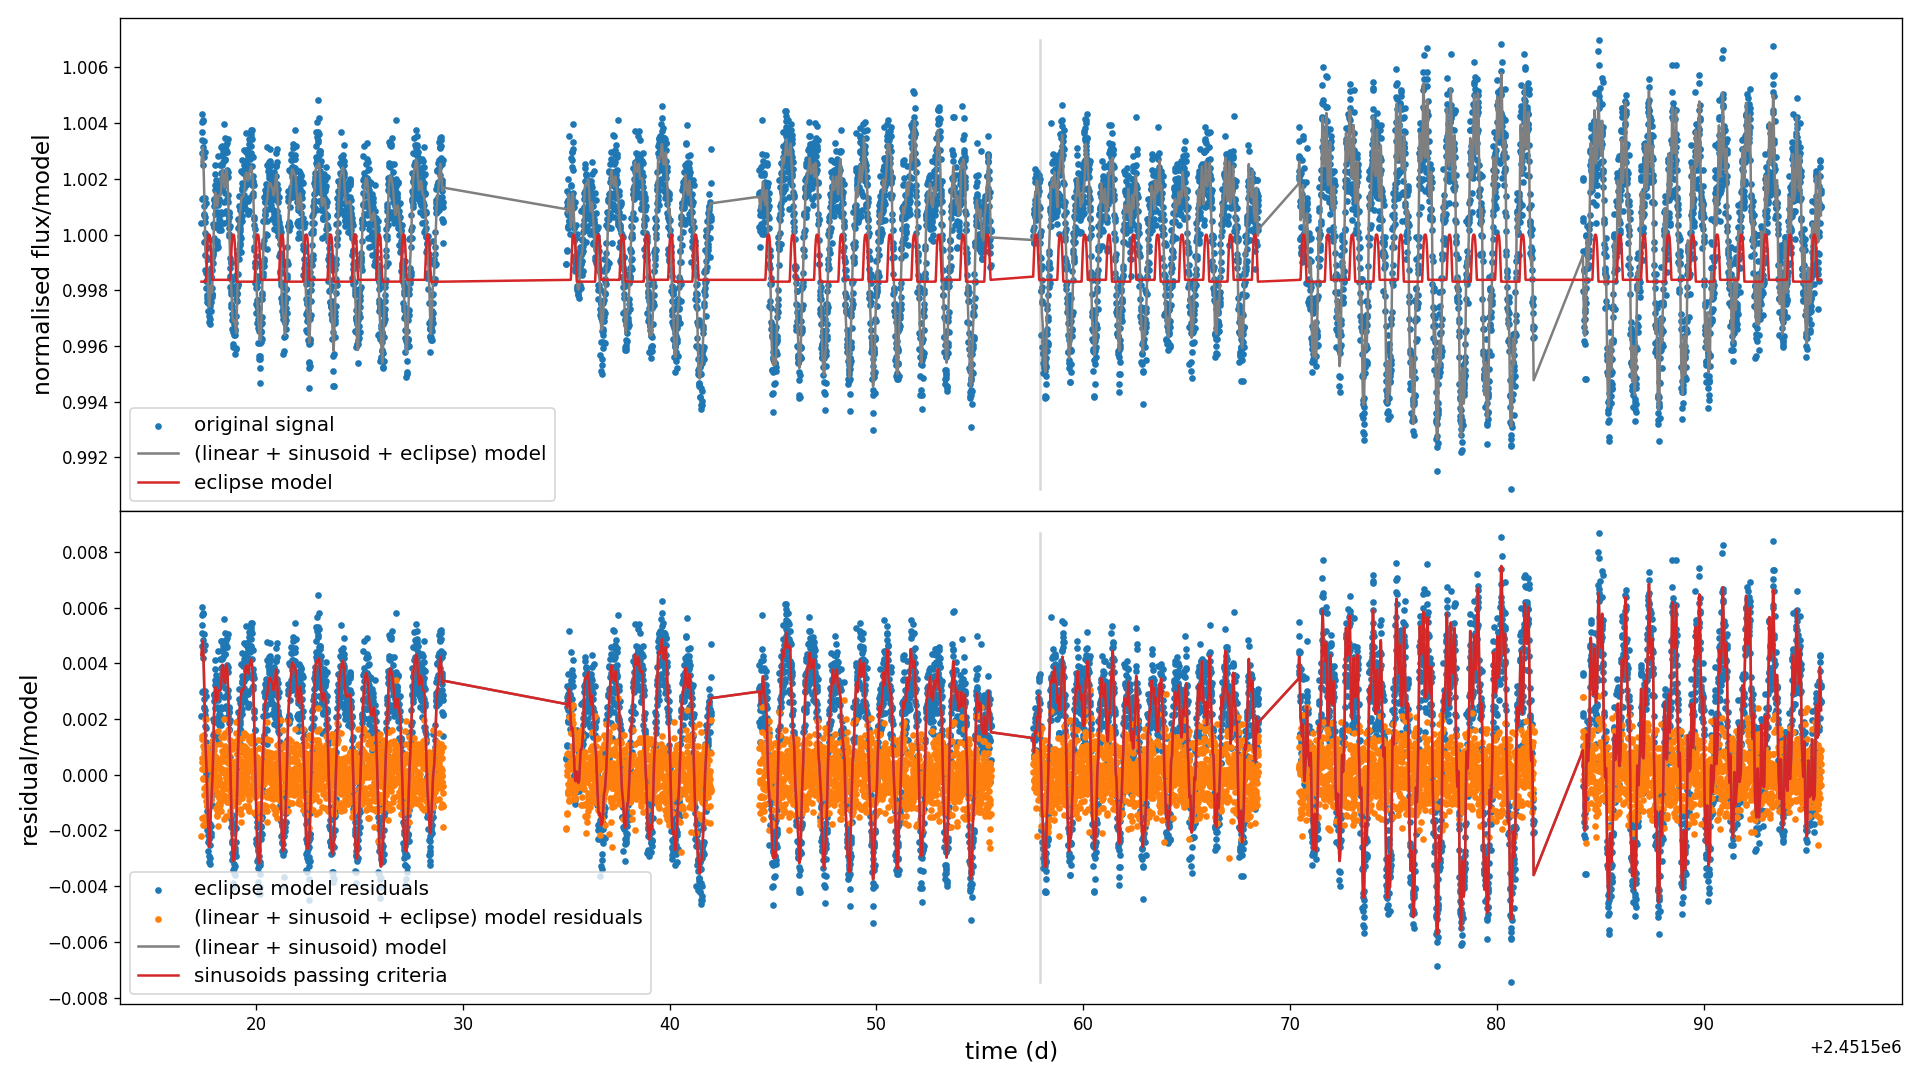 1.006
1.004
1.002
1.000
0.998
0.996
0.994
0.992
normalised flux/model
original signal
(linear + sinusoid + eclipse) model
eclipse model
0.008
0.006
0.004
0.002
0.000
−0.002
−0.004
−0.006
−0.008
residual/model
eclipse model residuals
(linear + sinusoid + eclipse) model residuals
(linear + sinusoid) model
sinusoids passing criteria
20 30 40 50 60 70 80 90
time (d)
+2.4515e6